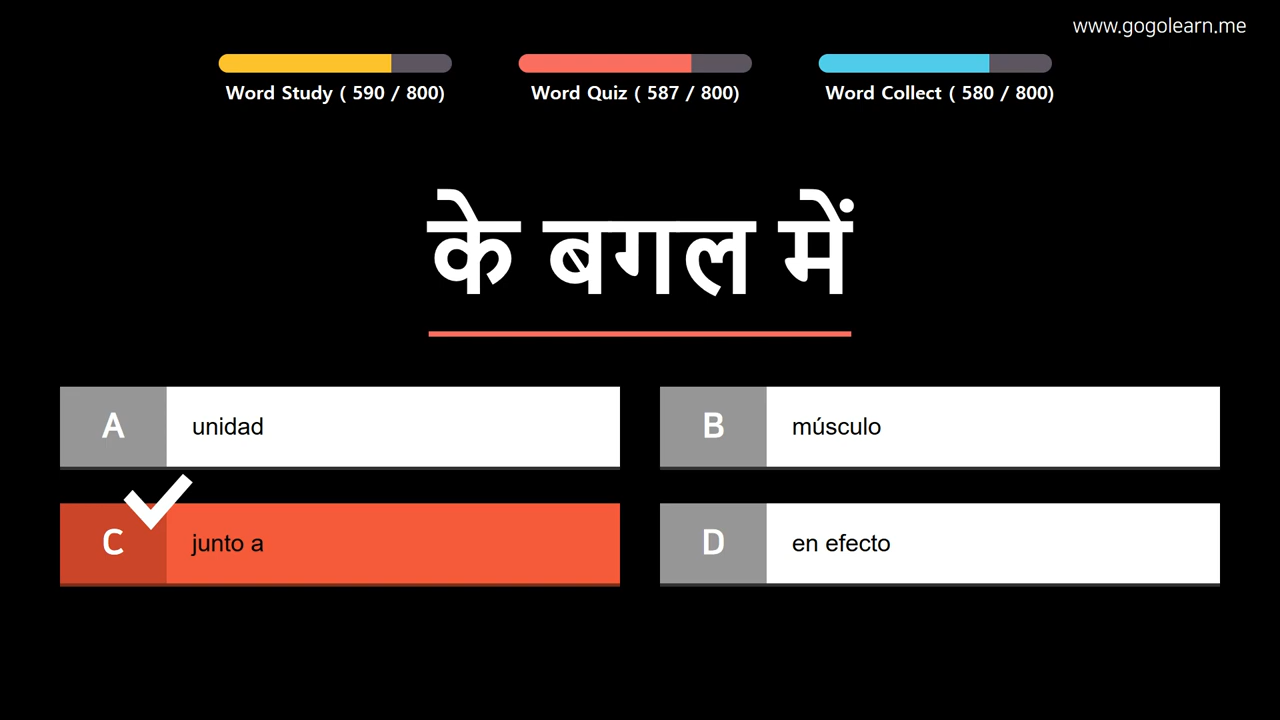 www.gogolearn.me
Word Study ( 590 / 800)
Word Quiz ( 587 / 800)
Word Collect ( 580 / 800)
के बगल में
A unidad
B músculo
C junto a
D en efecto